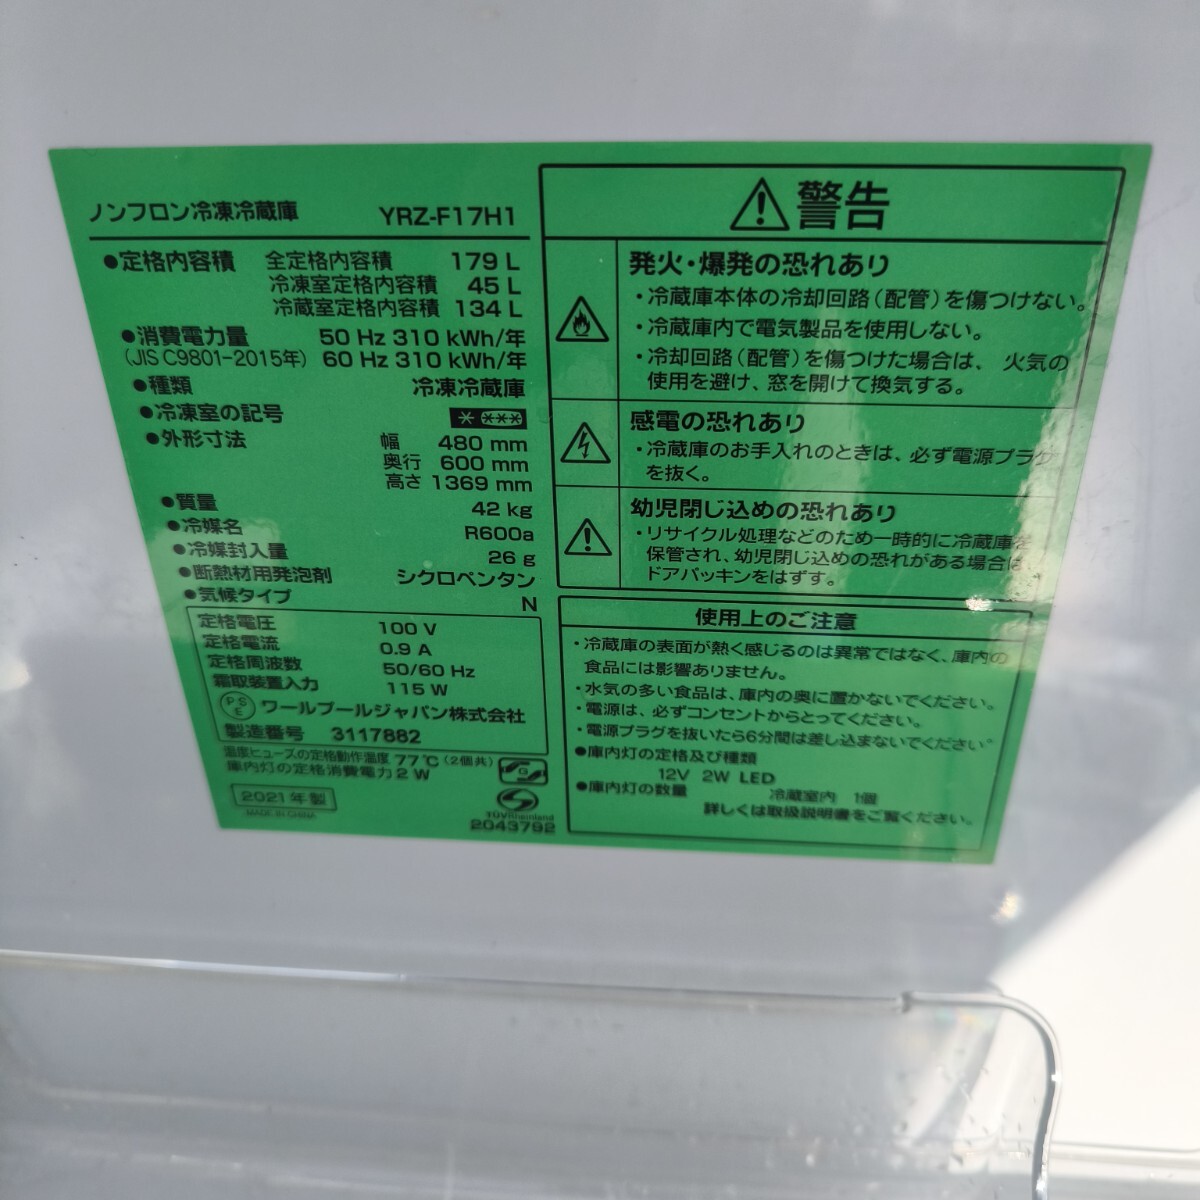 ノンフロン冷凍冷蔵庫 YRZ-F17H1
●定格内容積 全定格内容積 179 L
冷凍室定格内容積 45 L
冷蔵室定格内容積 134 L
●消費電力量 50 Hz 310 kWh/年
(JIS C9801-2015年) 60 Hz 310 kWh/年
●種類 冷凍冷蔵庫
●冷凍室の記号 * ****
●外形寸法 幅 480 mm
奥行 600 mm
高さ 1369 mm
●質量 42 kg
●冷媒名 R600a
●冷媒封入量 26 g
●断熱材用発泡剤 シクロペンタン
●気候タイプ N
定格電圧 100 V
定格電流 0.9 A
定格周波数 50/60 Hz
霜取装置入力 115 W
PSE ワールプールジャパン株式会社
製造番号 3117882
温度ヒューズの定格動作温度 77℃(2個共)
庫内灯の定格消費電力2 W
2021年製
MADE IN CHINA
G
S
TÜVRheinland
2043792
警告
発火・爆発の恐れあり
・冷蔵庫本体の冷却回路(配管)を傷つけない。
・冷蔵庫内で電気製品を使用しない。
・冷却回路(配管)を傷つけた場合は、 火気の
使用を避け、窓を開けて換気する。
感電の恐れあり
・冷蔵庫のお手入れのときは、必ず電源プラグ
を抜く。
幼児閉じ込めの恐れあり
・リサイクル処理などのため一時的に冷蔵庫を
保管され、幼児閉じ込めの恐れがある場合は、
ドアパッキンをはずす。
使用上のご注意
・冷蔵庫の表面が熱く感じるのは異常ではなく、庫内の
食品には影響ありません。
・水気の多い食品は、庫内の奥に置かないでください。
・電源は、必ずコンセントからとってください。
・電源プラグを抜いたら6分間は差し込まないでください。
●庫内灯の定格及び種類
12V 2W LED
●庫内灯の数量 冷蔵室内 1個
詳しくは取扱説明書をご覧ください。